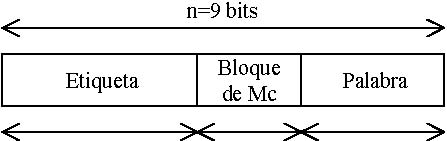 n=9 bits
Etiqueta
Bloque
de Mc
Palabra